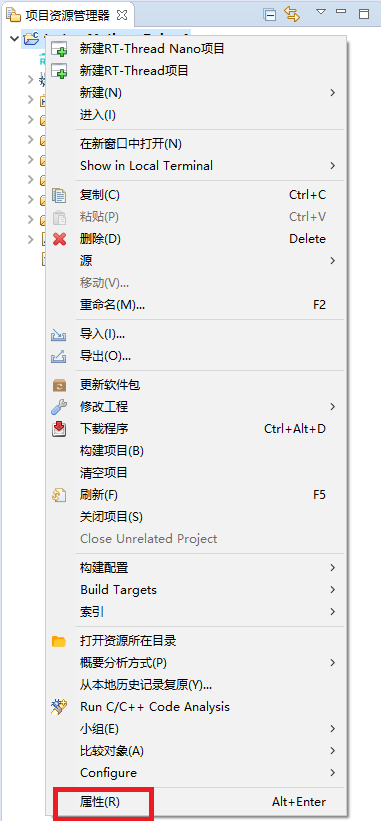 项目资源管理器
新建RT-Thread Nano项目
新建RT-Thread项目
新建(N)
进入(I)
在新窗口中打开(N)
Show in Local Terminal
复制(C) Ctrl+C
粘贴(P) Ctrl+V
删除(D) Delete
源
移动(V)...
重命名(M)... F2
导入(I)...
导出(O)...
更新软件包
修改工程
下载程序 Ctrl+Alt+D
构建项目(B)
清空项目
刷新(F) F5
关闭项目(S)
Close Unrelated Project
构建配置
Build Targets
索引
打开资源所在目录
概要分析方式(P)
从本地历史记录复原(Y)...
Run C/C++ Code Analysis
小组(E)
比较对象(A)
Configure
属性(R) Alt+Enter